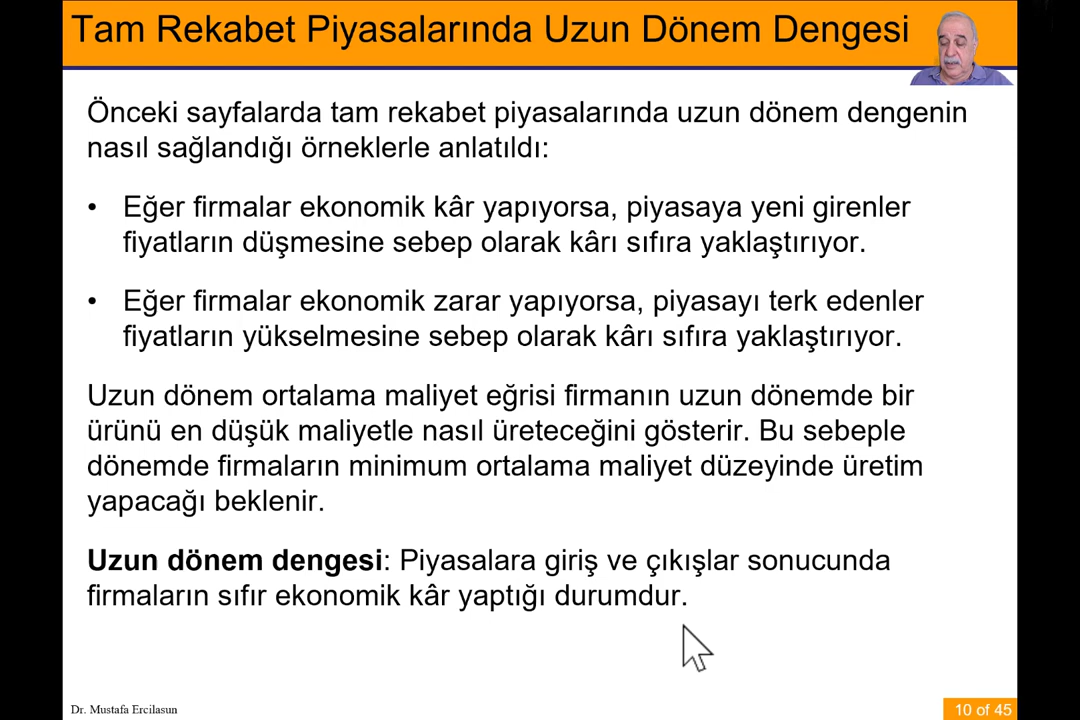 Tam Rekabet Piyasalarında Uzun Dönem Dengesi
Önceki sayfalarda tam rekabet piyasalarında uzun dönem dengenin
nasıl sağlandığı örneklerle anlatıldı:
• Eğer firmalar ekonomik kâr yapıyorsa, piyasaya yeni girenler
fiyatların düşmesine sebep olarak kârı sıfıra yaklaştırıyor.
• Eğer firmalar ekonomik zarar yapıyorsa, piyasayı terk edenler
fiyatların yükselmesine sebep olarak kârı sıfıra yaklaştırıyor.
Uzun dönem ortalama maliyet eğrisi firmanın uzun dönemde bir
ürünü en düşük maliyetle nasıl üreteceğini gösterir. Bu sebeple
dönemde firmaların minimum ortalama maliyet düzeyinde üretim
yapacağı beklenir.
Uzun dönem dengesi: Piyasalara giriş ve çıkışlar sonucunda
firmaların sıfır ekonomik kâr yaptığı durumdur.
Dr. Mustafa Ercilasun
10 of 45